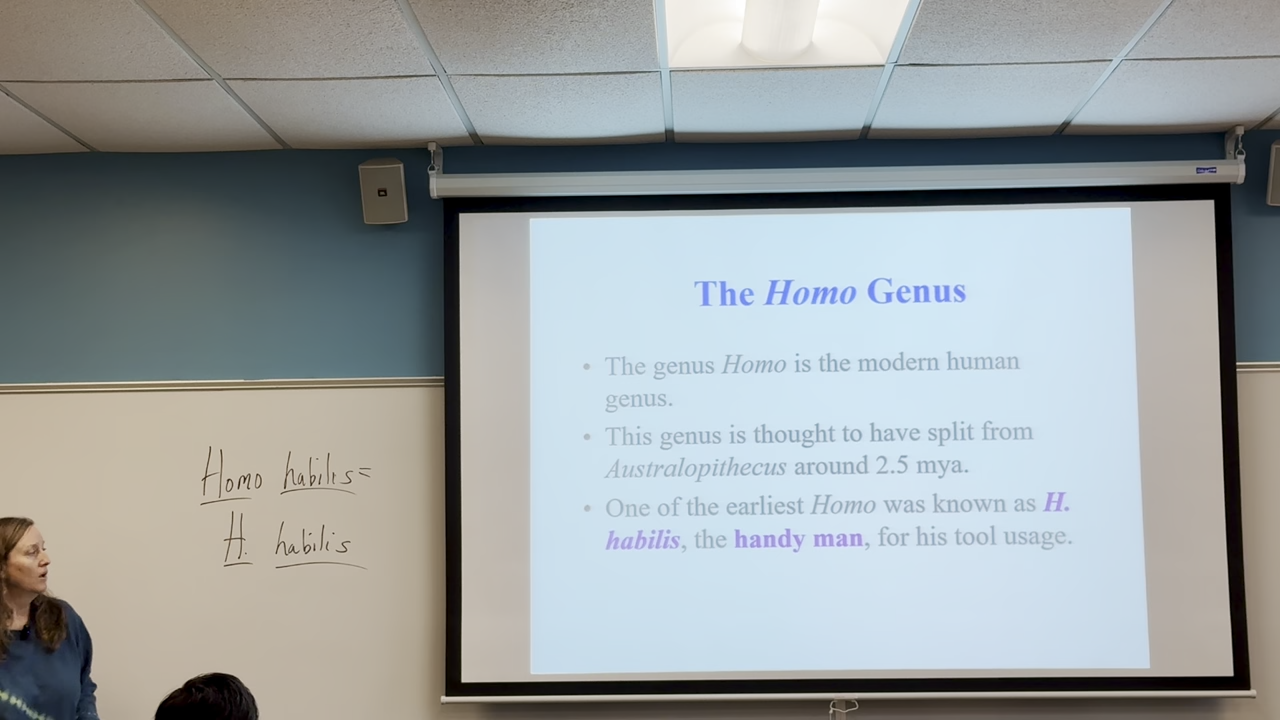 The Homo Genus
• The genus Homo is the modern human
genus.
• This genus is thought to have split from
Australopithecus around 2.5 mya.
• One of the earliest Homo was known as H.
habilis, the handy man, for his tool usage.
Homo habilis=
H. habilis